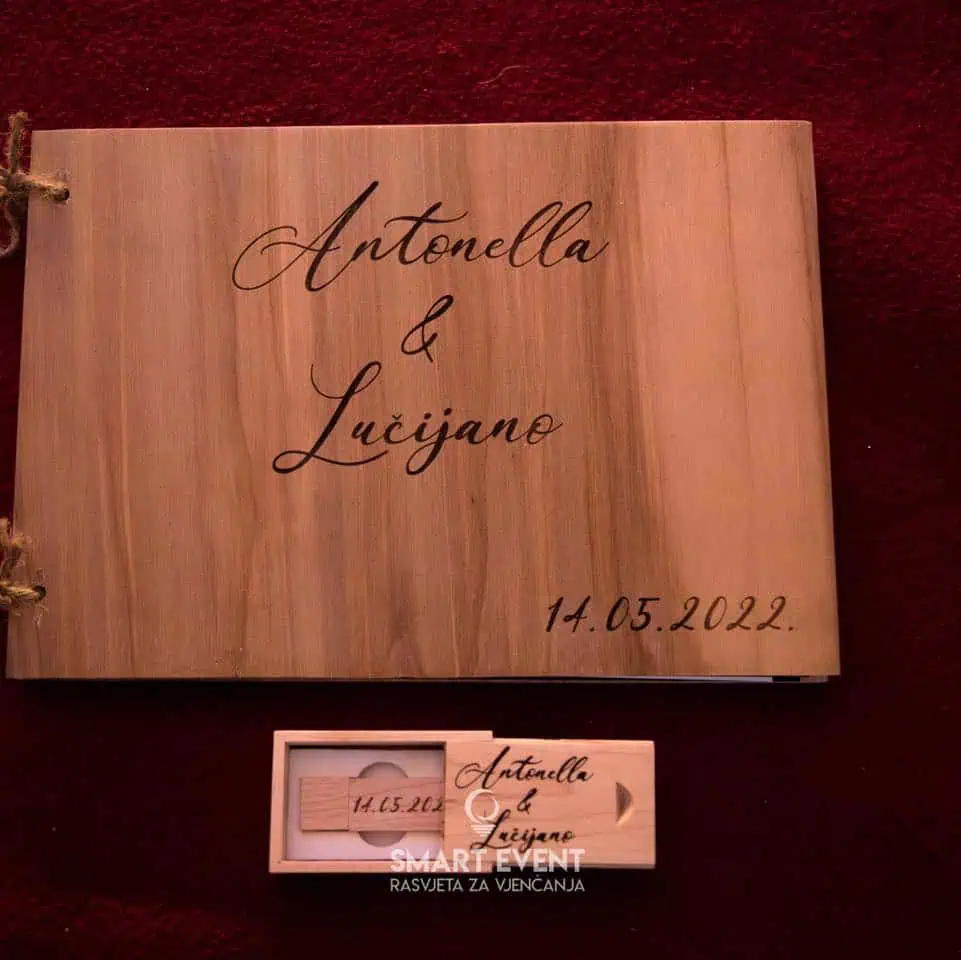 Antonella
&
Lučijano
14.05.2022.
14.05.202
Antonella
&
Lučijano
SMART EVENT
RASVJETA ZA VJENČANJA